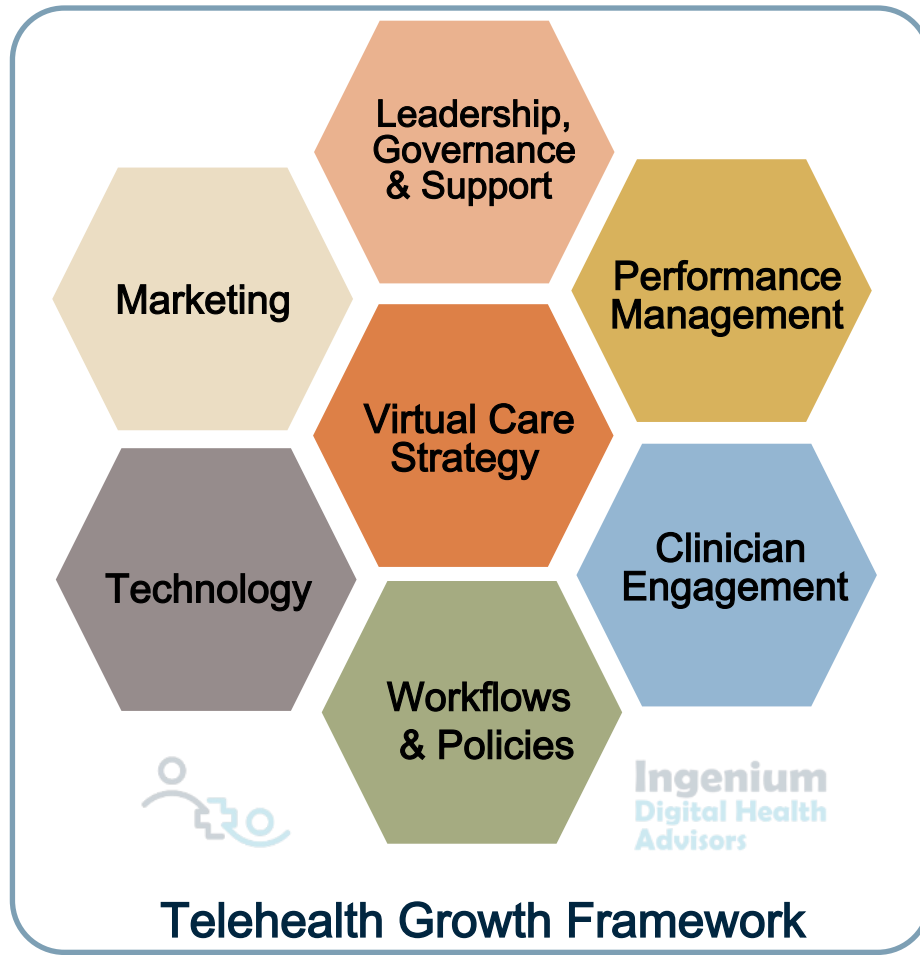 Leadership,
Governance
& Support
Marketing
Performance
Management
Virtual Care
Strategy
Technology
Clinician
Engagement
Workflows
& Policies
Ingenium
Digital Health
Advisors
Telehealth Growth Framework